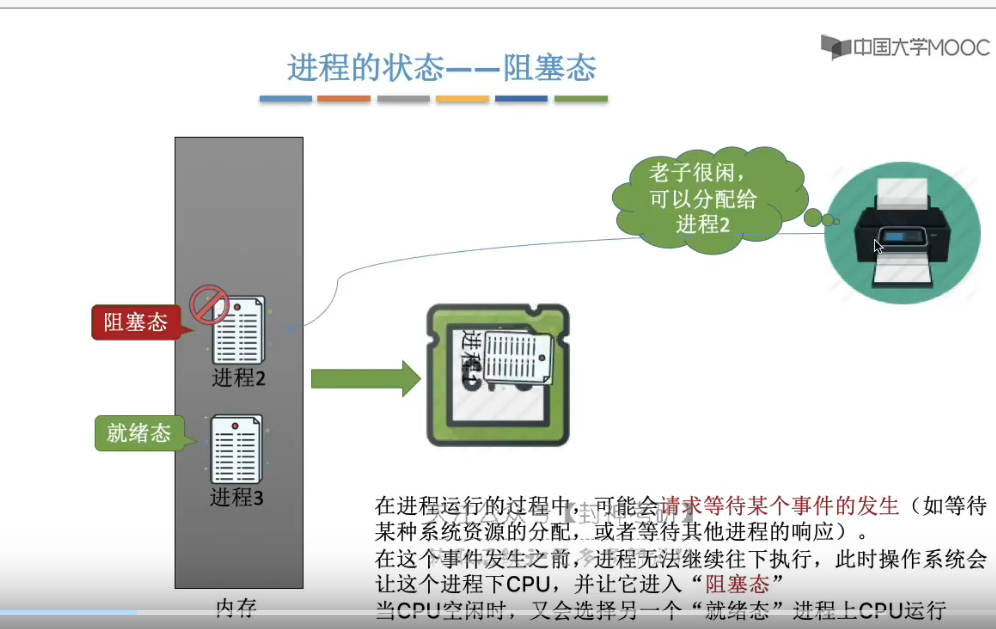 中国大学MOOC
进程的状态——阻塞态
老子很闲，
可以分配给
进程2
阻塞态
进程2
进程1
就绪态
进程3
在进程运行的过程中，可能会请求等待某个事件的发生（如等待
某种系统资源的分配，或者等待其他进程的响应）。
在这个事件发生之前，进程无法继续往下执行，此时操作系统会
让这个进程下CPU，并让它进入“阻塞态”
当CPU空闲时，又会选择另一个“就绪态”进程上CPU运行
内存